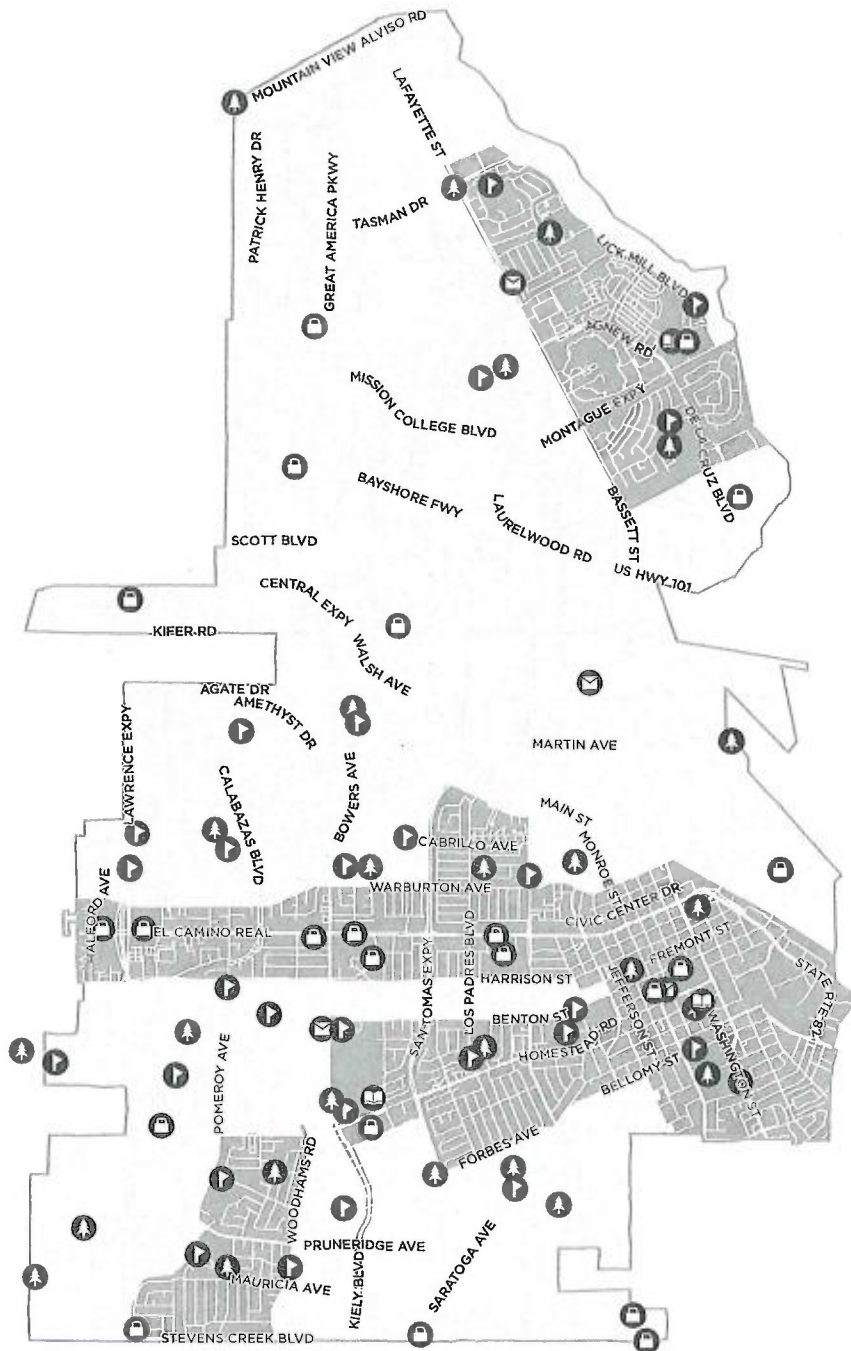 MOUNTAIN VIEW ALVISO RD
LAFAYETTE ST
PATRICK HENRY DR
GREAT AMERICA PKWY
TASMAN DR
LICK MILL BLVD
AGNEW RD
MISSION COLLEGE BLVD
MONTAGUE EXPY
DE LA CRUZ BLVD
BAYSHORE FWY
LAURELWOOD RD
BASSETT ST
SCOTT BLVD
US HWY 101
CENTRAL EXPY
KIFER RD
WALSH AVE
AGATE DR
AMETHYST DR
LAWRENCE EXPY
MARTIN AVE
CALABAZAS BLVD
BOWERS AVE
MAIN ST
CABRILLO AVE
MONROE ST
WARBURTON AVE
HALFORD AVE
CIVIC CENTER DR
EL CAMINO REAL
FREMONT ST
SAN TOMAS EXPY
LOS PADRES BLVD
HARRISON ST
STATE RTE 82
JEFFERSON ST
BENTON ST
WASHINGTON ST
HOMESTEAD RD
POMEROY AVE
BELLOMY ST
FORBES AVE
WOODHAMS RD
PRUNERIDGE AVE
SARATOGA AVE
KIELY BLVD
MAURICIA AVE
STEVENS CREEK BLVD